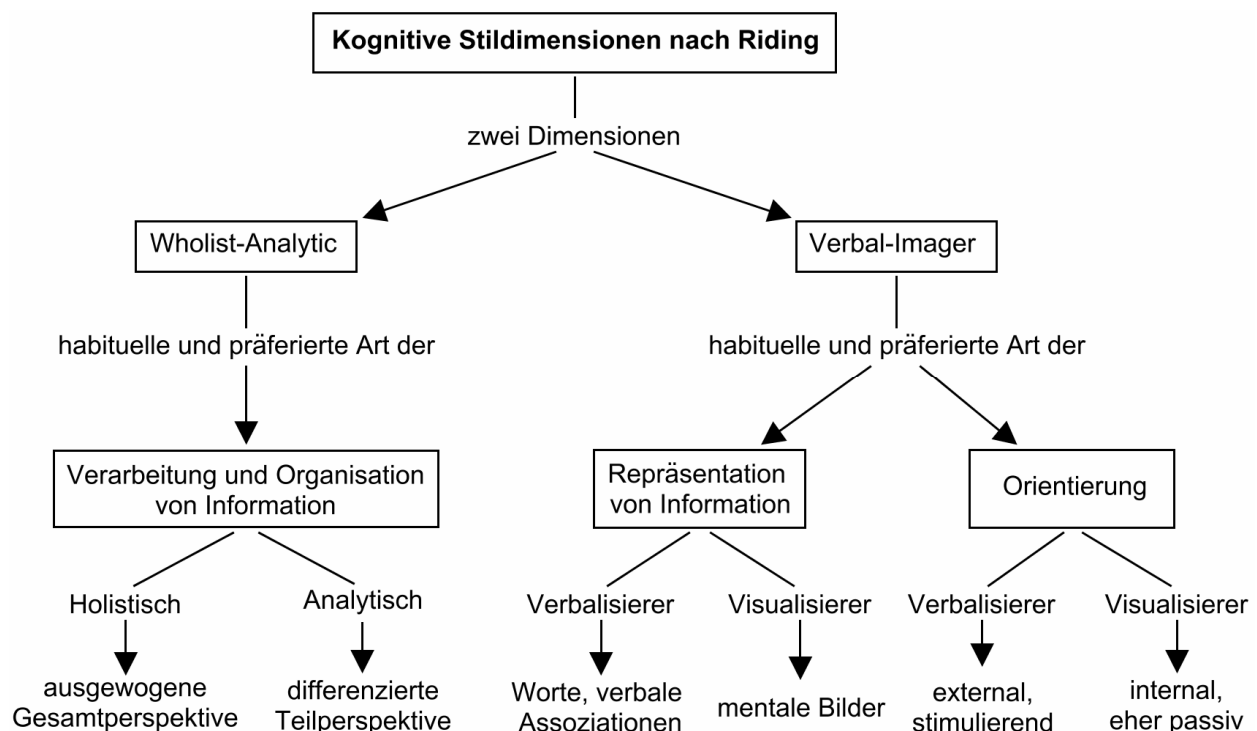 Kognitive Stildimensionen nach Riding
zwei Dimensionen
Wholist-Analytic
Verbal-Imager
habituelle und präferierte Art der
habituelle und präferierte Art der
Verarbeitung und Organisation
von Information
Repräsentation
von Information
Orientierung
Holistisch
Analytisch
Verbalisierer
Visualisierer
Verbalisierer
Visualisierer
ausgewogene
Gesamtperspektive
differenzierte
Teilperspektive
Worte, verbale
Assoziationen
mentale Bilder
external,
stimulierend
internal,
eher passiv